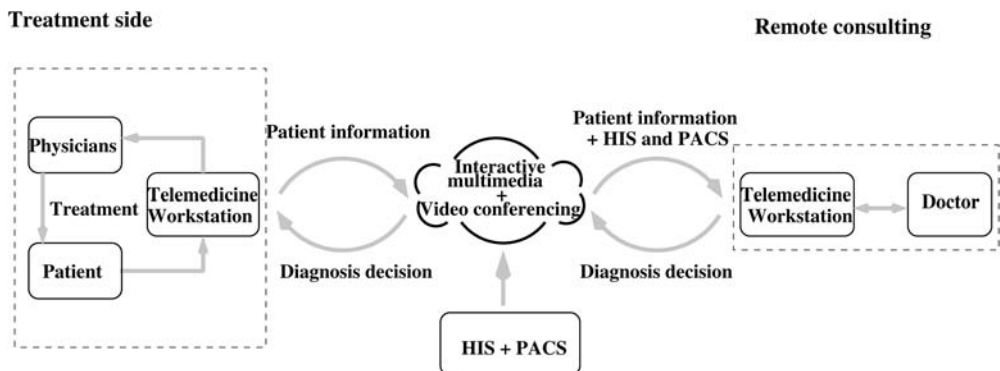 Treatment side
Remote consulting
Physicians
Treatment
Patient
Telemedicine
Workstation
Patient information
Diagnosis decision
Interactive
multimedia
+
Video conferencing
HIS + PACS
Patient information
+ HIS and PACS
Diagnosis decision
Telemedicine
Workstation
Doctor